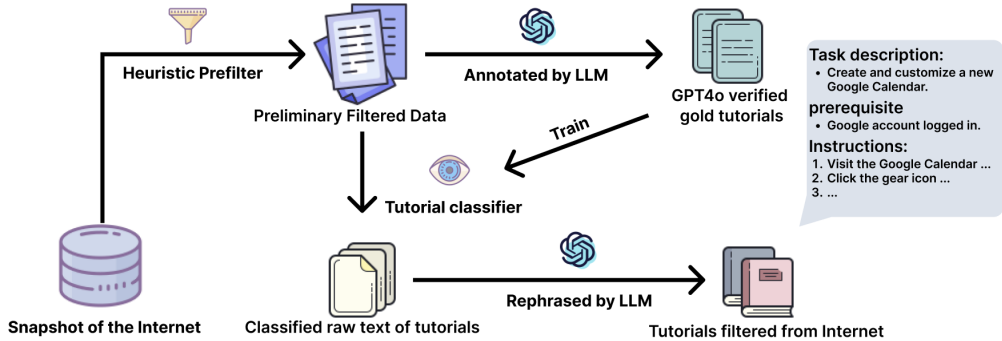 Heuristic Prefilter
Preliminary Filtered Data
Annotated by LLM
GPT4o verified
gold tutorials
Train
Tutorial classifier
Snapshot of the Internet
Classified raw text of tutorials
Rephrased by LLM
Tutorials filtered from Internet
Task description:
• Create and customize a new
Google Calendar.
prerequisite
• Google account logged in.
Instructions:
1. Visit the Google Calendar ...
2. Click the gear icon ...
3. ...